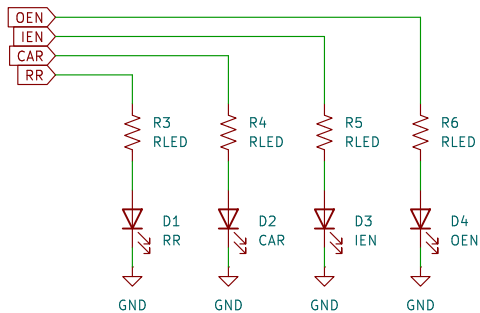 OEN
IEN
CAR
RR
R3
RLED
R4
RLED
R5
RLED
R6
RLED
D1
RR
D2
CAR
D3
IEN
D4
OEN
GND
GND
GND
GND